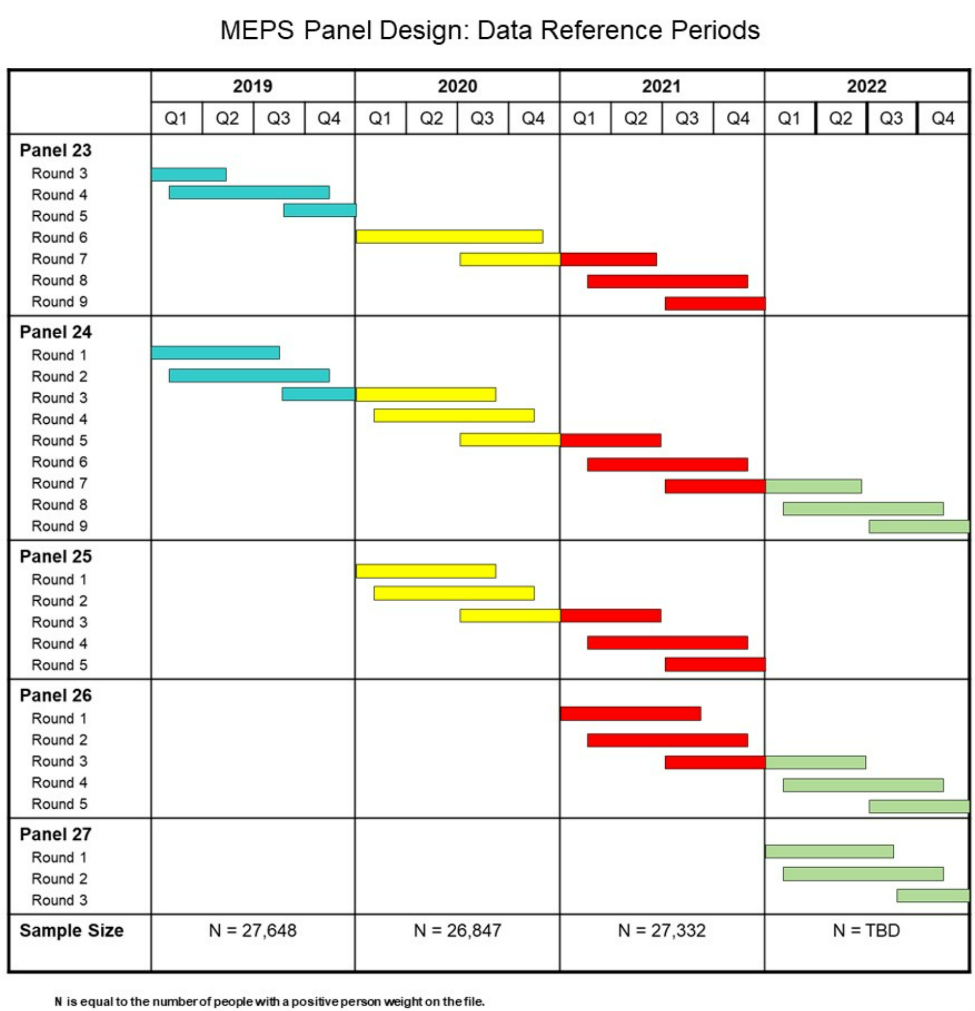 MEPS Panel Design: Data Reference Periods
2019 2020 2021 2022
Q1 Q2 Q3 Q4 Q1 Q2 Q3 Q4 Q1 Q2 Q3 Q4 Q1 Q2 Q3 Q4
Panel 23
Round 3
Round 4
Round 5
Round 6
Round 7
Round 8
Round 9
Panel 24
Round 1
Round 2
Round 3
Round 4
Round 5
Round 6
Round 7
Round 8
Round 9
Panel 25
Round 1
Round 2
Round 3
Round 4
Round 5
Panel 26
Round 1
Round 2
Round 3
Round 4
Round 5
Panel 27
Round 1
Round 2
Round 3
Sample Size N = 27,648 N = 26,847 N = 27,332 N = TBD
N is equal to the number of people with a positive person weight on the file.